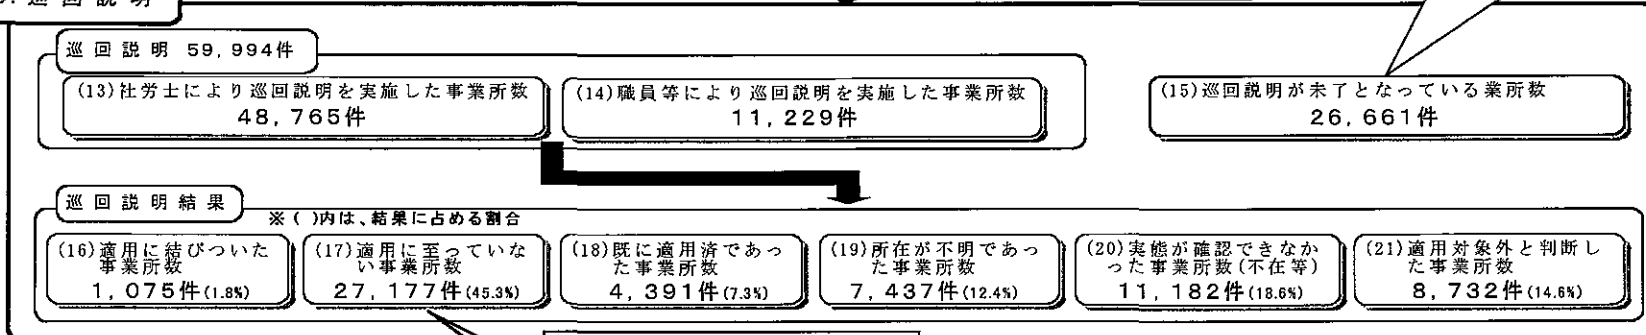 巡回説明
巡回説明 59,994件
(13)社労士により巡回説明を実施した事業所数
48,765件
(14)職員等により巡回説明を実施した事業所数
11,229件
(15)巡回説明が未了となっている業所数
26,661件
巡回説明結果
※( )内は、結果に占める割合
(16)適用に結びついた
事業所数
1,075件(1.8%)
(17)適用に至っていな
い事業所数
27,177件(45.3%)
(18)既に適用済であっ
た事業所数
4,391件(7.3%)
(19)所在が不明であっ
た事業所数
7,437件(12.4%)
(20)実態が確認できなか
った事業所数(不在等)
11,182件(18.6%)
(21)適用対象外と判断し
た事業所数
8,732件(14.6%)